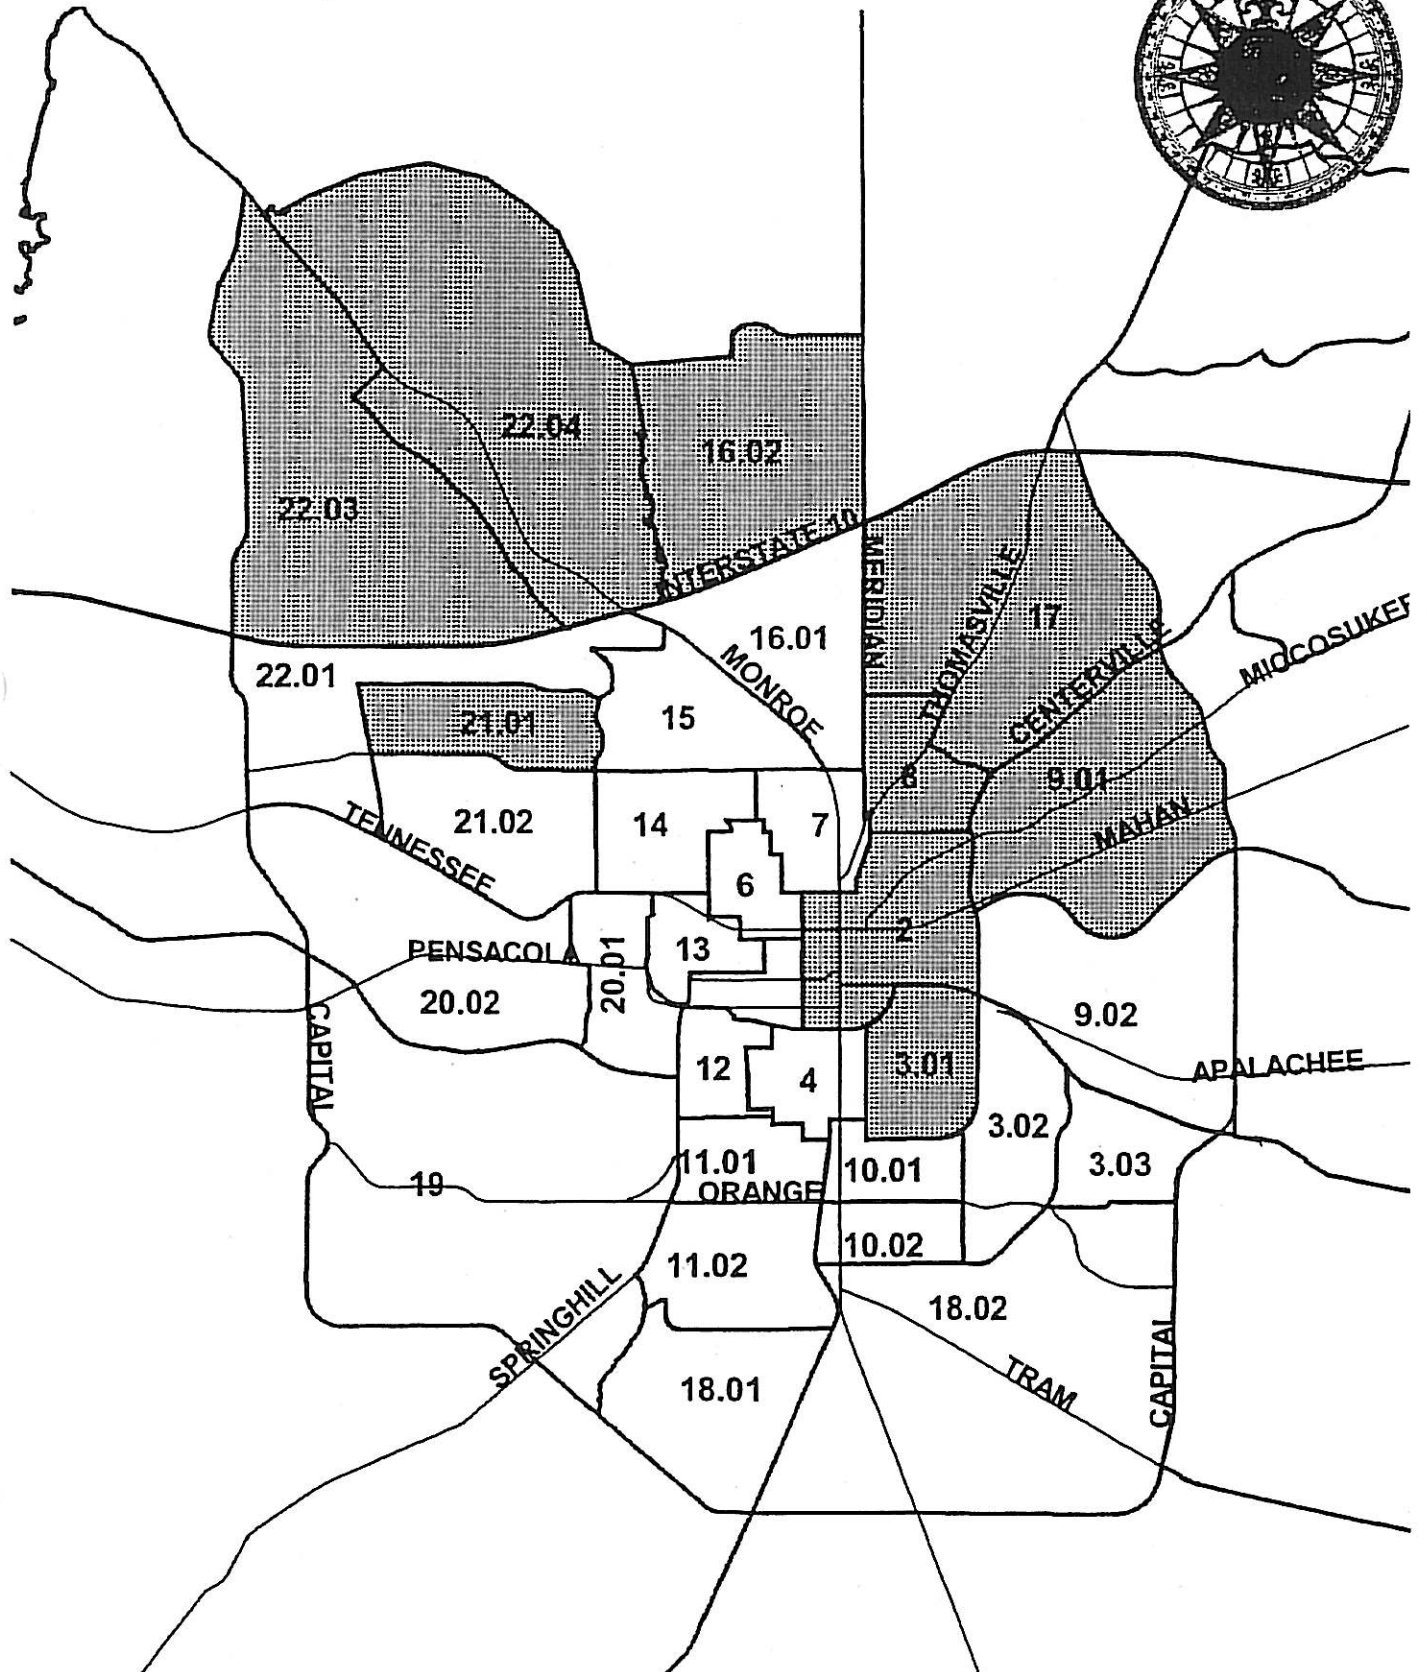 22.04
16.02
22.03
INTERSTATE 10
MERIDIAN
THOMASVILLE
17
16.01
CENTERVILLE
MICCOSUKEE
22.01
MONROE
21.01
15
8
9.01
TENNESSEE
21.02
14
7
MAHAN
6
2
PENSACOLA
20.01
13
20.02
9.02
CAPITAL
12
4
3.01
APALACHEE
3.02
3.03
11.01
10.01
19
ORANGE
10.02
11.02
18.02
SPRINGHILL
18.01
TRAM
CAPITAL